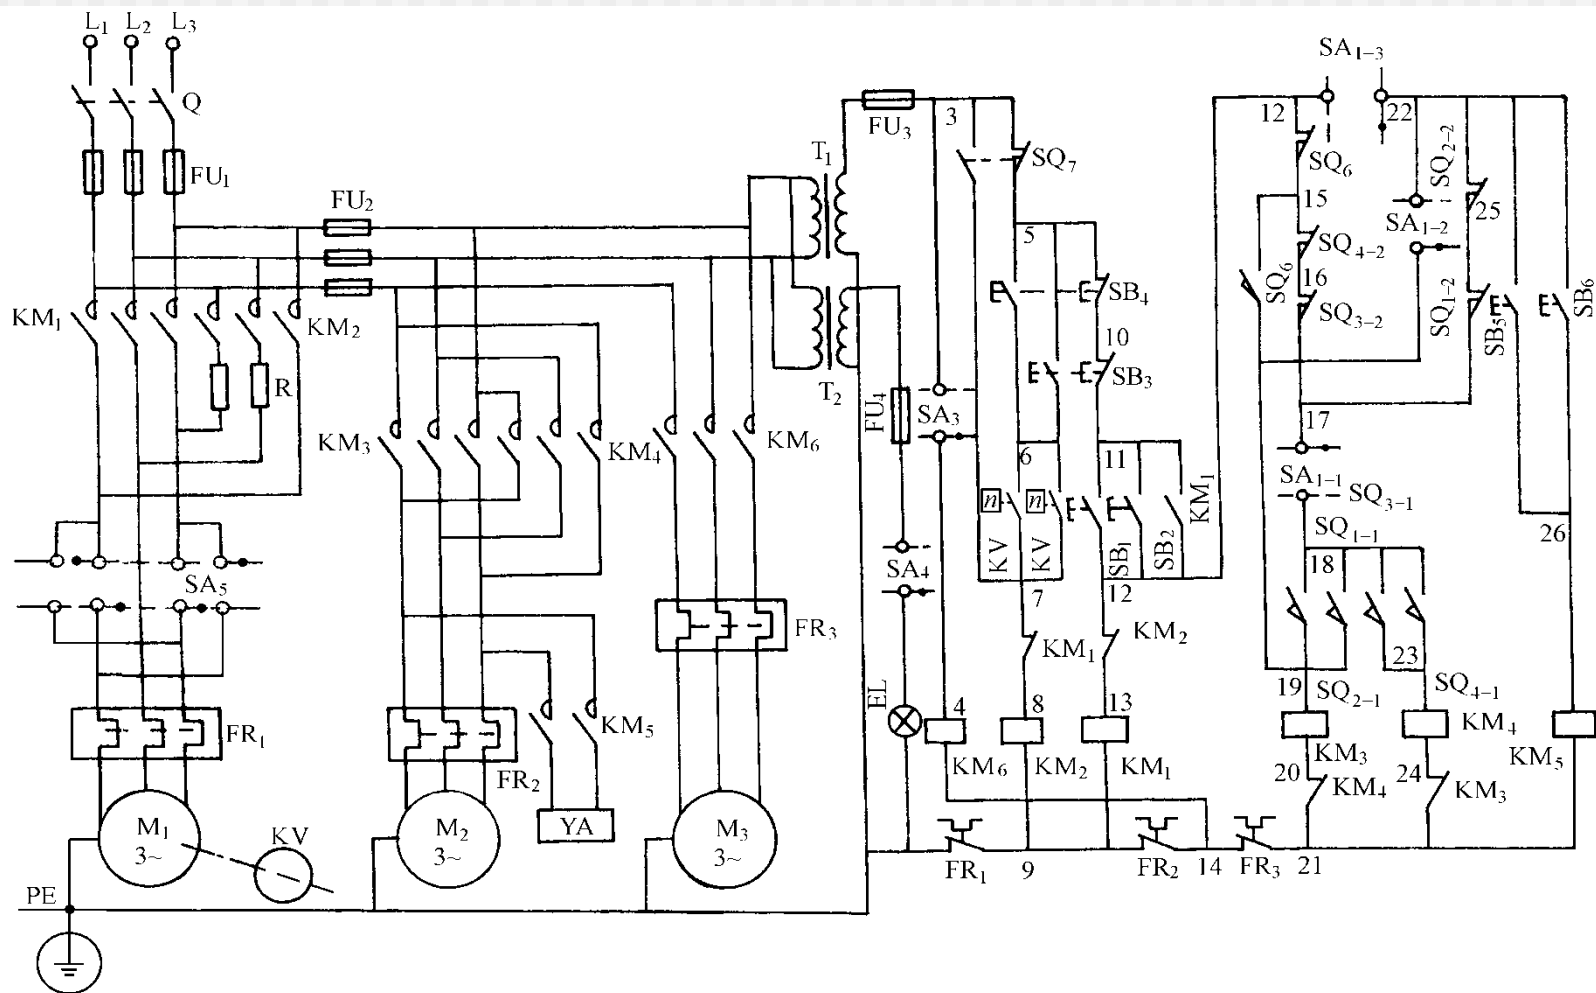 L1 L2 L3
SA1-3
Q
3
FU3
12
22
FU1
T1
SQ7
SQ6
SQ2-2
FU2
15
25
5
SA1-2
SQ4-2
SQ6
16
KM1
KM2
SB4
SQ3-2
SQ1-2
SB5
SB6
10
R
SB3
T2
FU4
SA3
17
KM3
KM4
KM6
6
11
SA1-1
SQ3-1
n
n
KM1
SQ1-1
26
KV
KV
SB1
SB2
18
SA5
SA4
7
12
FR3
KM1
KM2
23
19
SQ2-1
SQ4-1
EL
4
8
13
FR1
KM5
KM4
KM3
KM5
FR2
KM6
KM2
KM1
20
KM4
24
KM3
M1
3~
KV
M2
3~
YA
M3
3~
FR1
9
FR2
14
FR3
21
PE